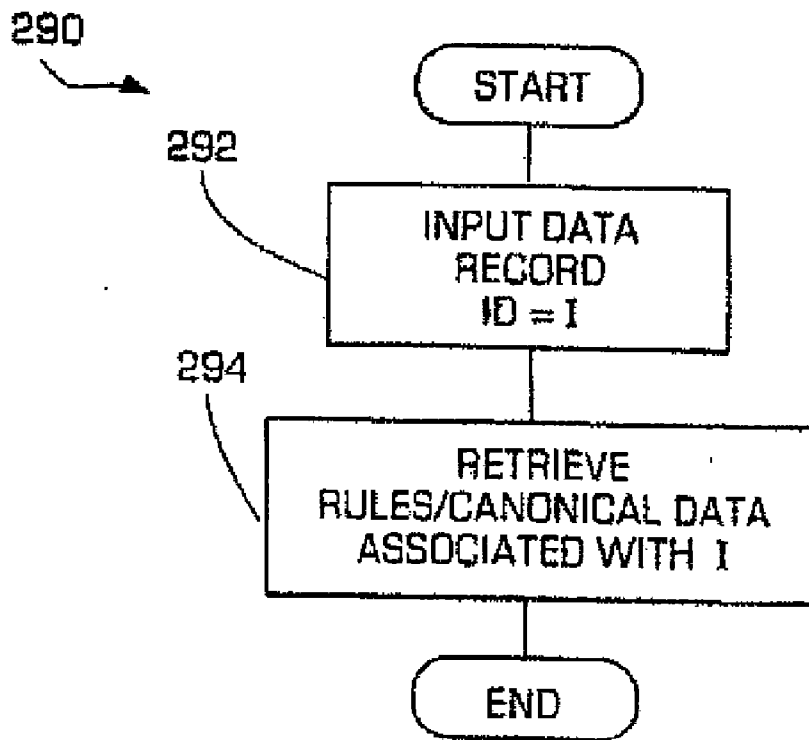 290
START
292
INPUT DATA
RECORD
ID = I
294
RETRIEVE
RULES/CANONICAL DATA
ASSOCIATED WITH I
END